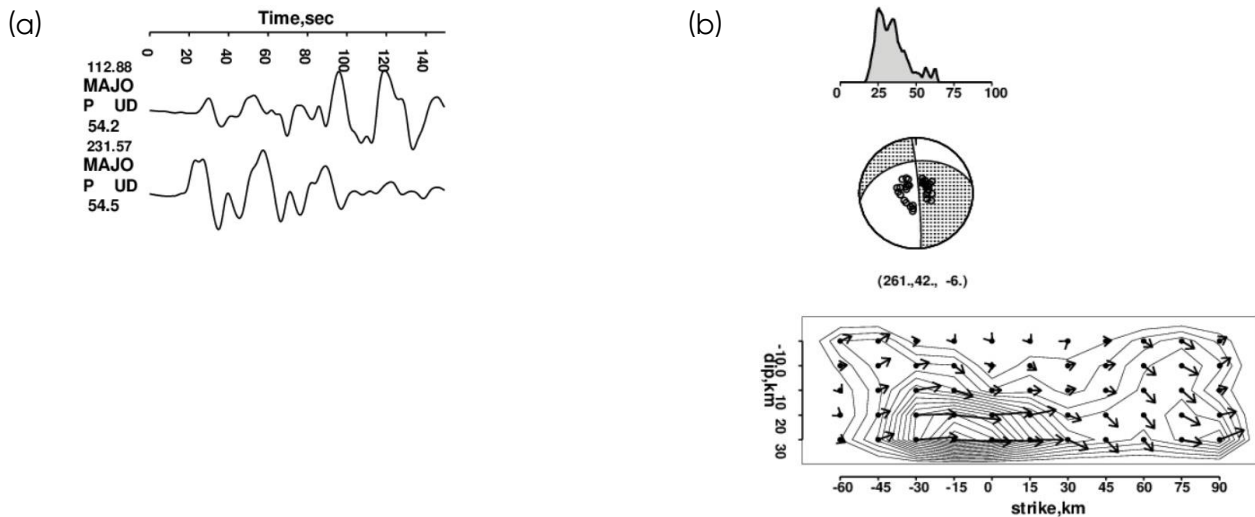 (a)
Time,sec
0 20 40 60 80 100 120 140
112.88
MAJO
P UD
54.2
231.57
MAJO
P UD
54.5
(b)
0 25 50 75 100
(261.,42., -6.)
-10,0 10 20 30
dip,km
-60 -45 -30 -15 0 15 30 45 60 75 90
strike,km